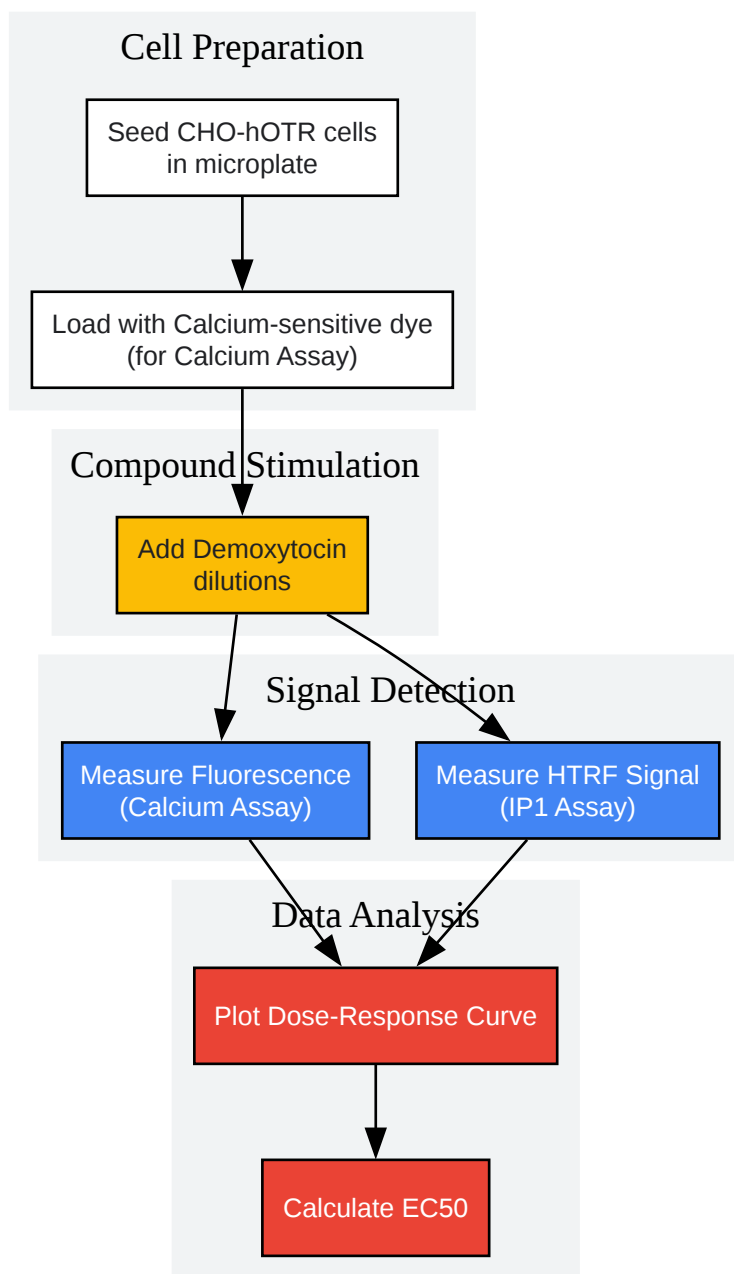 Cell Preparation
Seed CHO-hOTR cells
in microplate
Load with Calcium-sensitive dye
(for Calcium Assay)
Compound Stimulation
Add Demoxytocin
dilutions
Signal Detection
Measure Fluorescence
(Calcium Assay)
Measure HTRF Signal
(IP1 Assay)
Data Analysis
Plot Dose-Response Curve
Calculate EC50